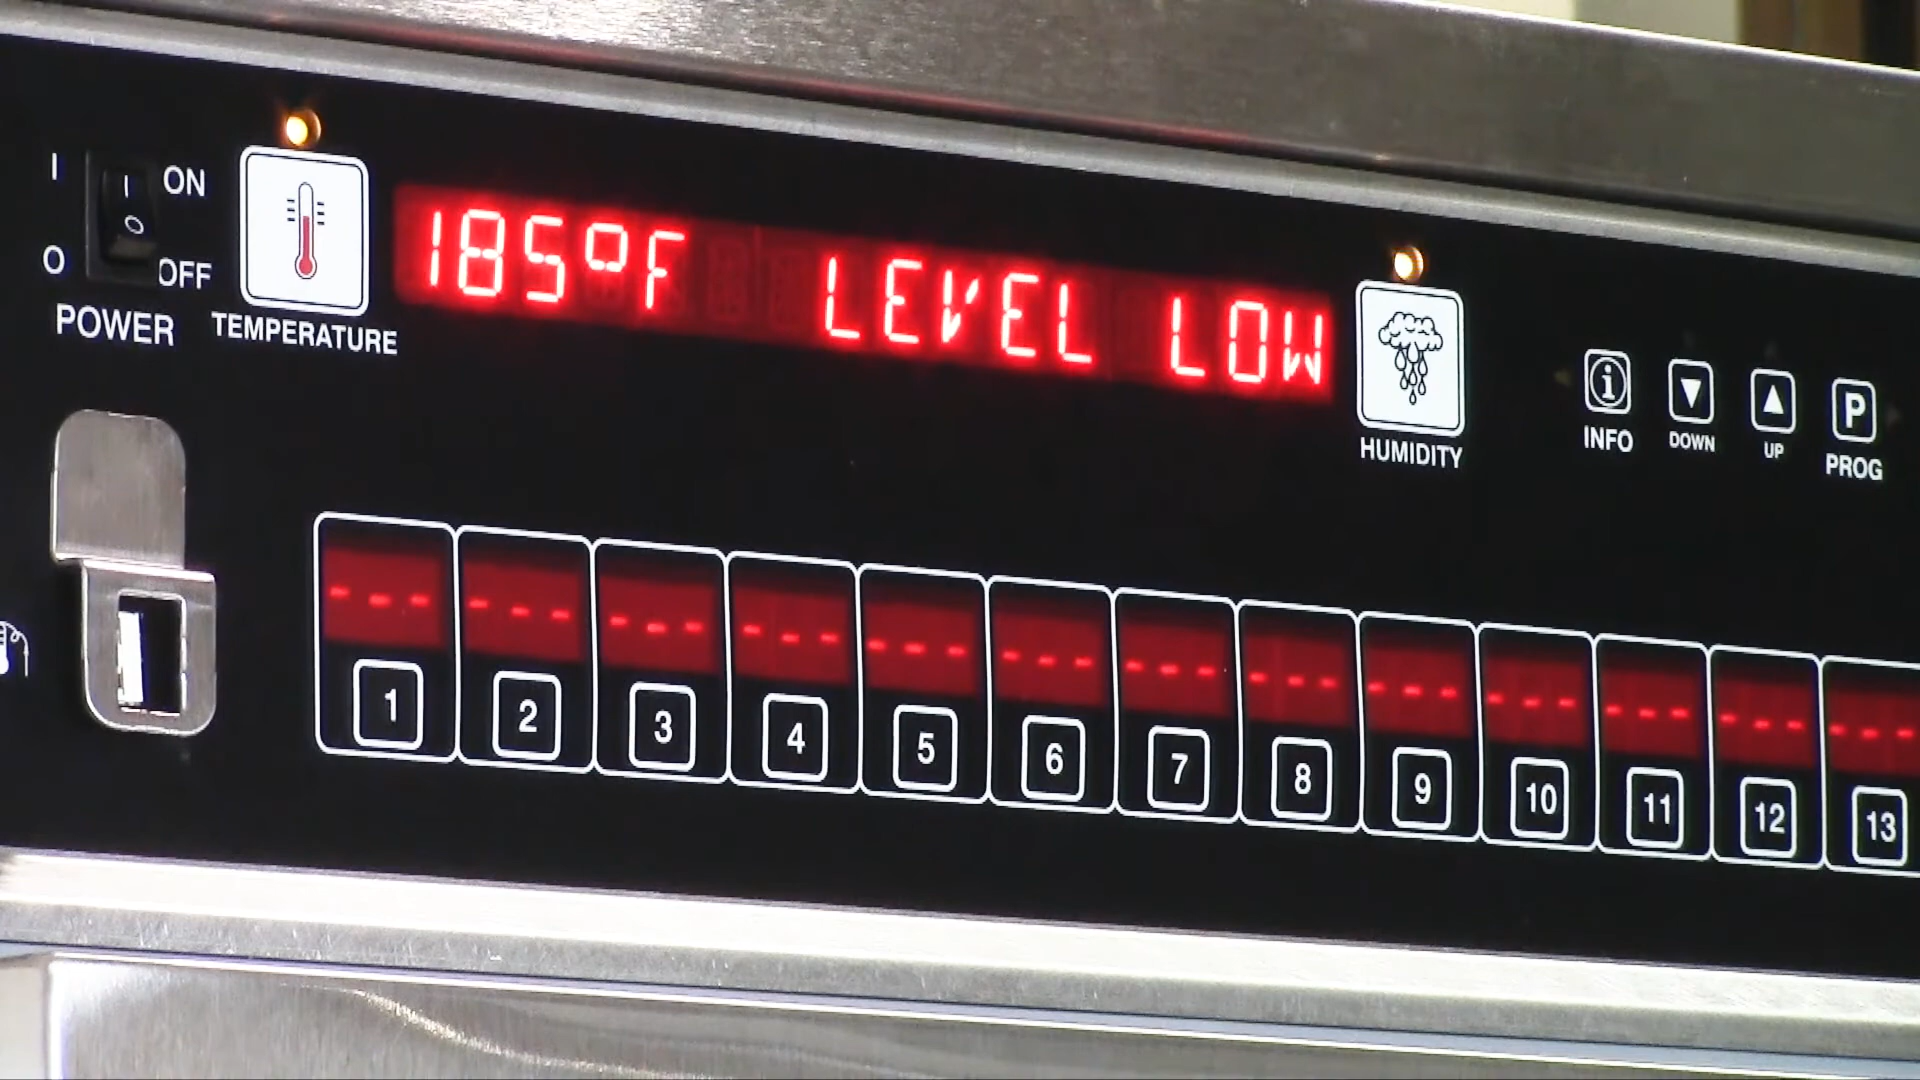 I ON
O OFF
POWER
TEMPERATURE
185°F LEVEL LOW
HUMIDITY
INFO
DOWN
UP
P
PROG
--- --- --- --- --- --- --- --- --- --- --- --- ---
1 2 3 4 5 6 7 8 9 10 11 12 13